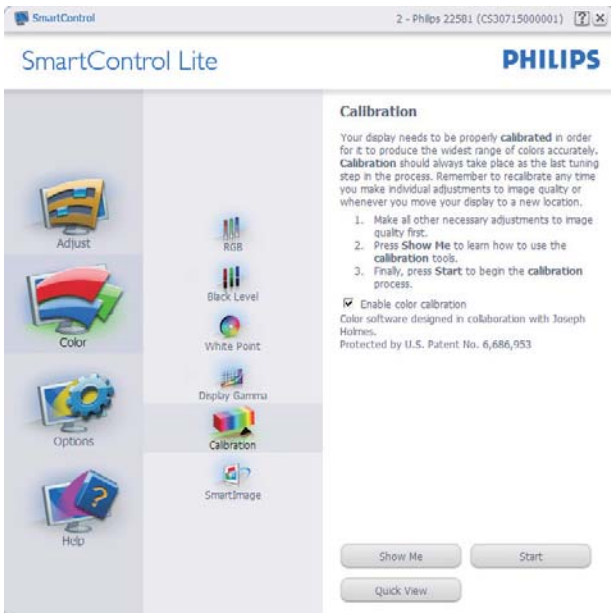 SmartControl
2 - Philips 225B1 (CS30715000001)
SmartControl Lite
PHILIPS
Adjust
Color
Options
Help
RGB
Black Level
White Point
Display Gamma
Calibration
SmartImage
Calibration
Your display needs to be properly calibrated in order
for it to produce the widest range of colors accurately.
Calibration should always take place as the last tuning
step in the process. Remember to recalibrate any time
you make individual adjustments to image quality or
whenever you move your display to a new location.
1. Make all other necessary adjustments to image
quality first.
2. Press Show Me to learn how to use the
calibration tools.
3. Finally, press Start to begin the calibration
process.
Enable color calibration
Color software designed in collaboration with Joseph
Holmes.
Protected by U.S. Patent No. 6,686,953
Show Me
Start
Quick View